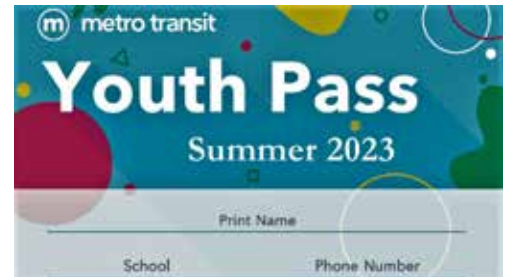 m metro transit
Youth Pass
Summer 2023
Print Name
School Phone Number